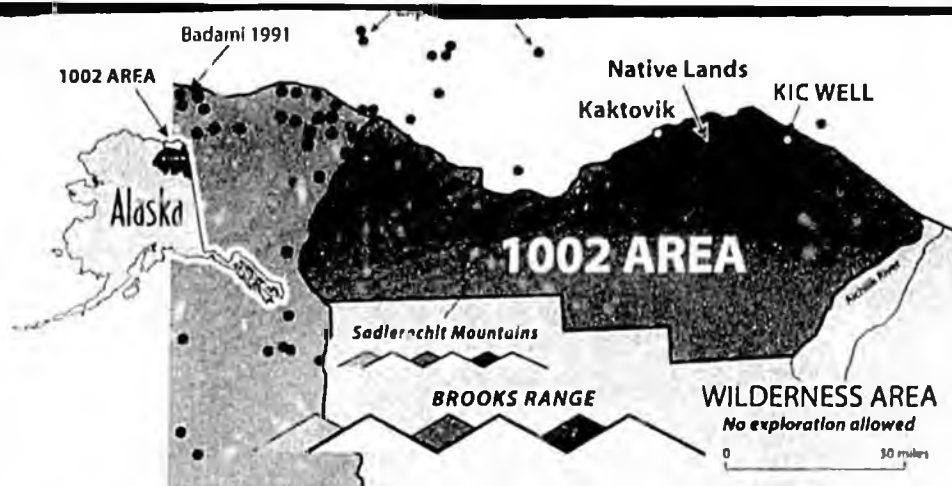 Badami 1991
1002 AREA
Native Lands
Kaktovik
KIC WELL
Alaska
1002 AREA
Sadlerochit Mountains
BROOKS RANGE
WILDERNESS AREA
No exploration allowed
0
miles
River